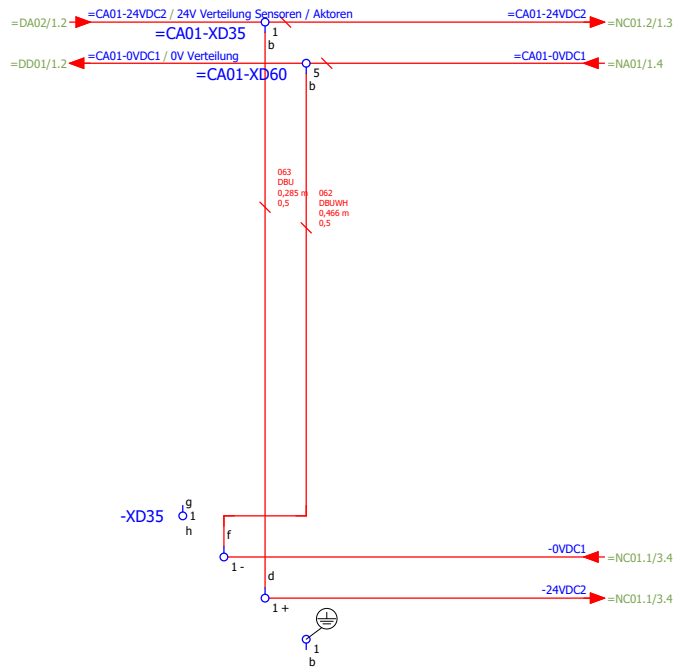 =CA01-24VDC2 / 24V Verteilung Sensoren / Aktoren
=CA01-24VDC2
=DA02/1.2
=NC01.2/1.3
=CA01-XD35
1
b
=CA01-0VDC1 / 0V Verteilung
=CA01-0VDC1
=DD01/1.2
=NA01/1.4
=CA01-XD60
5
b
063
DBU
0,285 m
0,5
062
DBUWH
0,466 m
0,5
g
-XD35
1
h
f
-0VDC1
=NC01.1/3.4
1 -
d
-24VDC2
=NC01.1/3.4
1 +
1
b